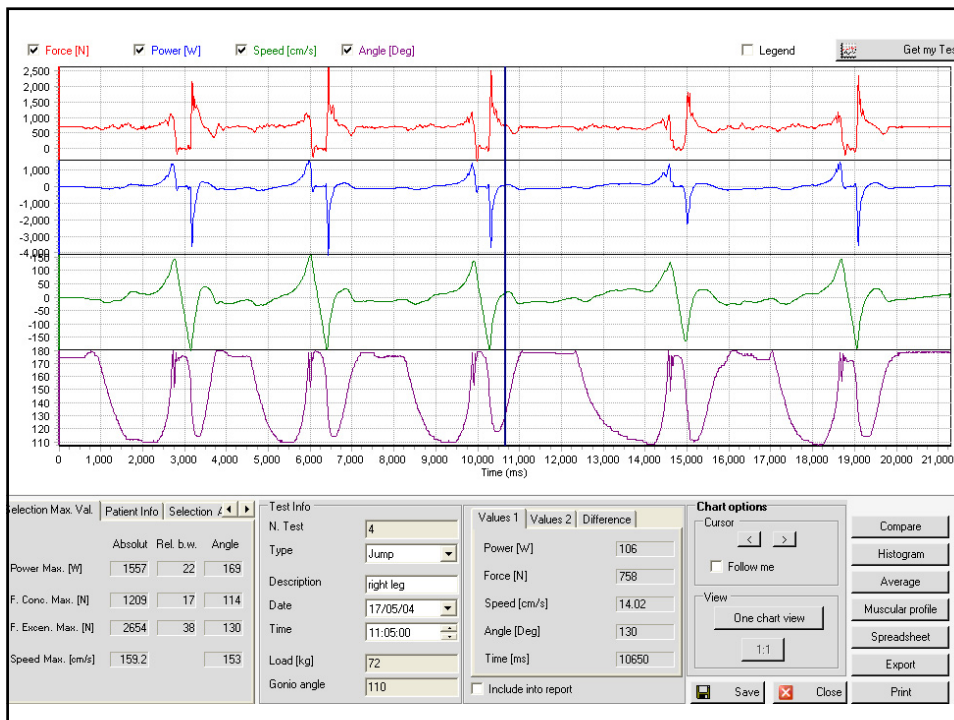 Force [N] Power [W] Speed [cm/s] Angle [Deg] Legend Get my Tes
2,500
2,000
1,500
1,000
500
0
1,000
0
-1,000
-2,000
-3,000
-4,000
150
100
50
0
-50
-100
-150
180
170
160
150
140
130
120
110
0 1,000 2,000 3,000 4,000 5,000 6,000 7,000 8,000 9,000 10,000 11,000 12,000 13,000 14,000 15,000 16,000 17,000 18,000 19,000 20,000 21,000
Time (ms)
Selection Max. Val. Patient Info Selection
Absolut Rel. b.w. Angle
Power Max. [W] 1557 22 169
F. Conc. Max. [N] 1209 17 114
F. Excen. Max. [N] 2654 38 130
Speed Max. [cm/s] 159.2 153
Test Info
N. Test 4
Type Jump
Description right leg
Date 17/05/04
Time 11:05:00
Load [kg] 72
Gonio angle 110
Values 1 Values 2 Difference
Power [W] 106
Force [N] 758
Speed [cm/s] 14.02
Angle [Deg] 130
Time [ms] 10650
Include into report
Chart options
Cursor
< >
Follow me
View
One chart view
1:1
Save Close
Compare
Histogram
Average
Muscular profile
Spreadsheet
Export
Print